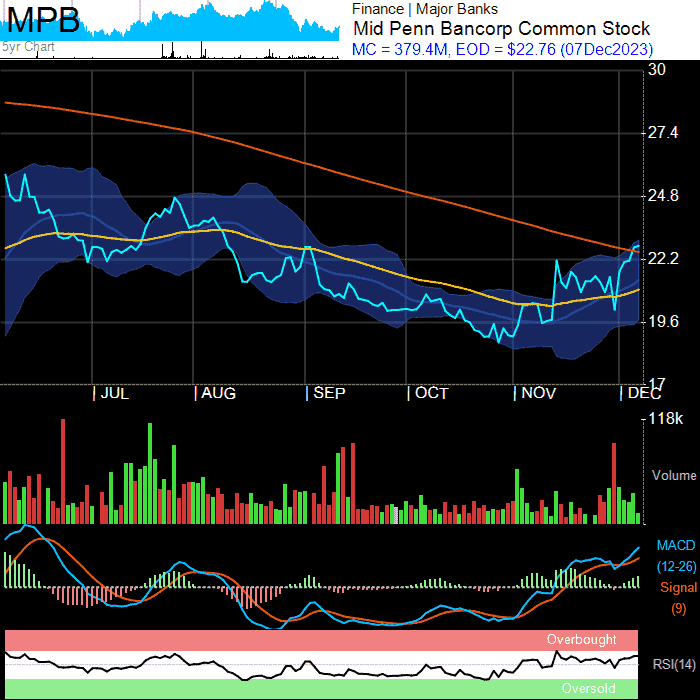 MPB
5yr Chart
Finance | Major Banks
Mid Penn Bancorp Common Stock
MC = 379.4M, EOD = $22.76 (07Dec2023)
30
27.4
24.8
22.2
19.6
17
| JUL | AUG | SEP | OCT | NOV | DEC
118k
Volume
MACD
(12-26)
Signal
(9)
Overbought
RSI(14)
Oversold